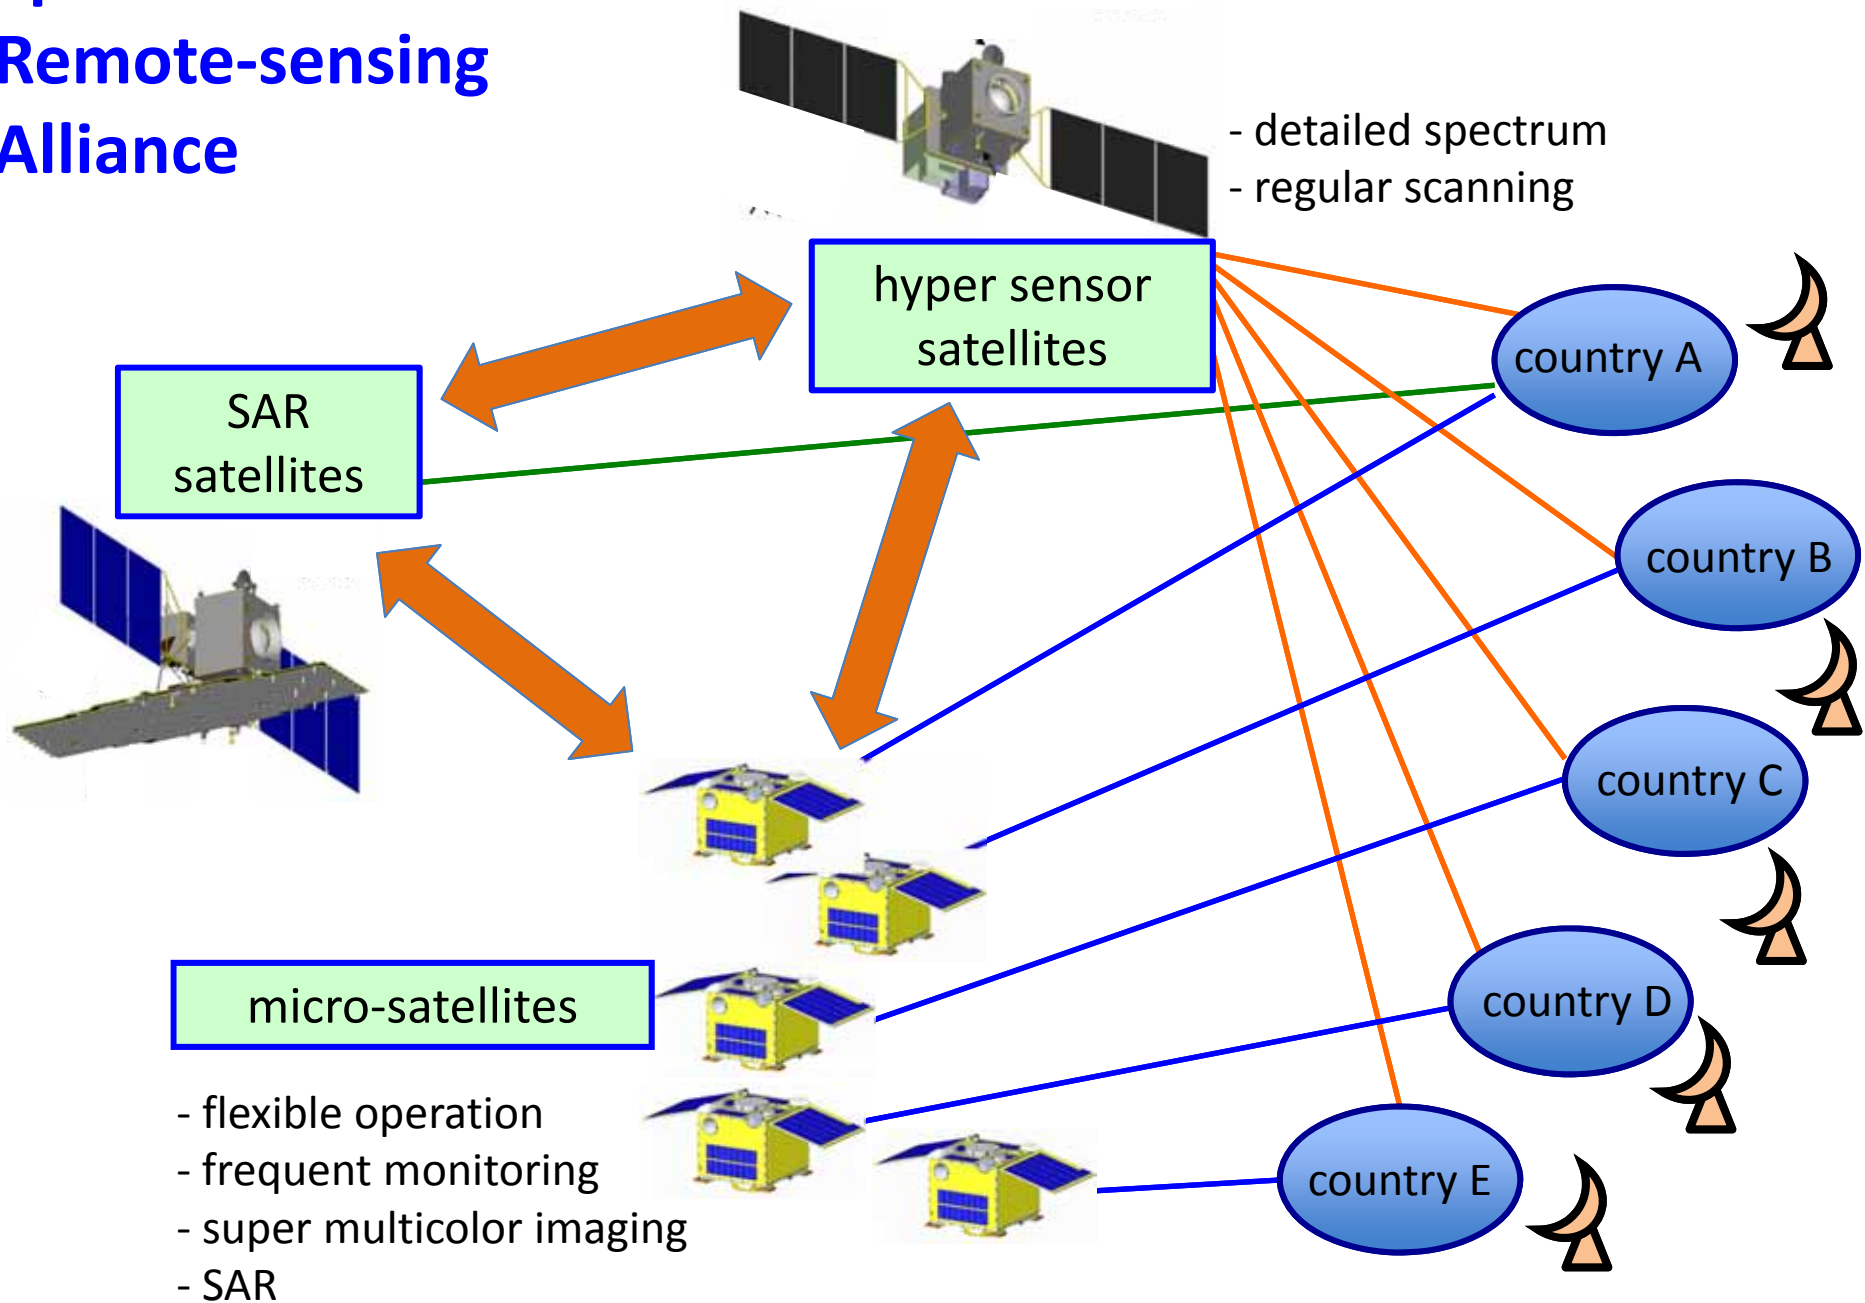 Remote-sensing
Alliance
- detailed spectrum
- regular scanning
hyper sensor
satellites
SAR
satellites
country A
country B
country C
country D
country E
micro-satellites
- flexible operation
- frequent monitoring
- super multicolor imaging
- SAR